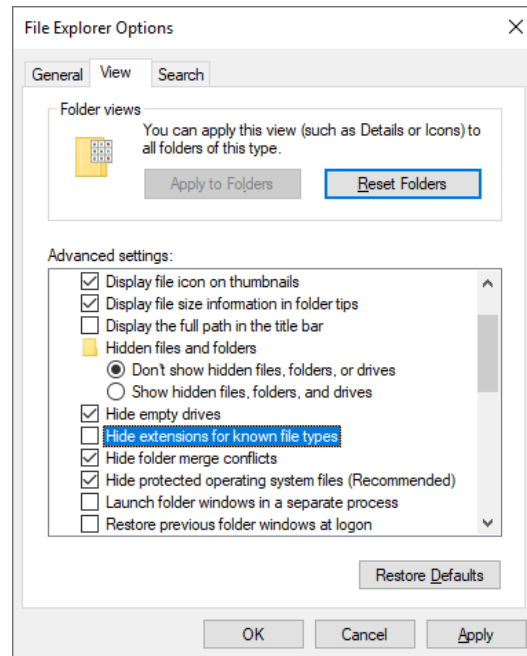 File Explorer Options
General
View
Search
Folder views
You can apply this view (such as Details or Icons) to
all folders of this type.
Apply to Folders
Reset Folders
Advanced settings:
Display file icon on thumbnails
Display file size information in folder tips
Display the full path in the title bar
Hidden files and folders
Don't show hidden files, folders, or drives
Show hidden files, folders, and drives
Hide empty drives
Hide extensions for known file types
Hide folder merge conflicts
Hide protected operating system files (Recommended)
Launch folder windows in a separate process
Restore previous folder windows at logon
Restore Defaults
OK
Cancel
Apply